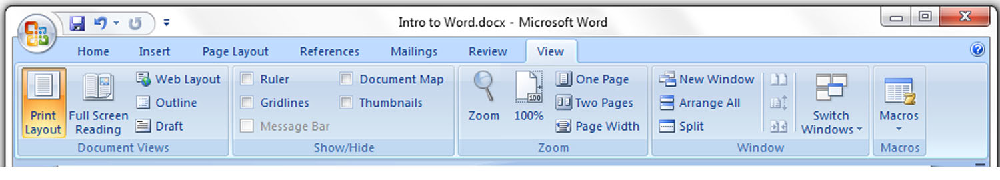 Intro to Word.docx - Microsoft Word
Home Insert Page Layout References Mailings Review View
Print Layout
Full Screen Reading
Web Layout
Outline
Draft
Document Views
Ruler
Gridlines
Message Bar
Document Map
Thumbnails
Show/Hide
Zoom
100%
100
One Page
Two Pages
Page Width
Zoom
New Window
Arrange All
Split
Switch Windows
Window
Macros
Macros